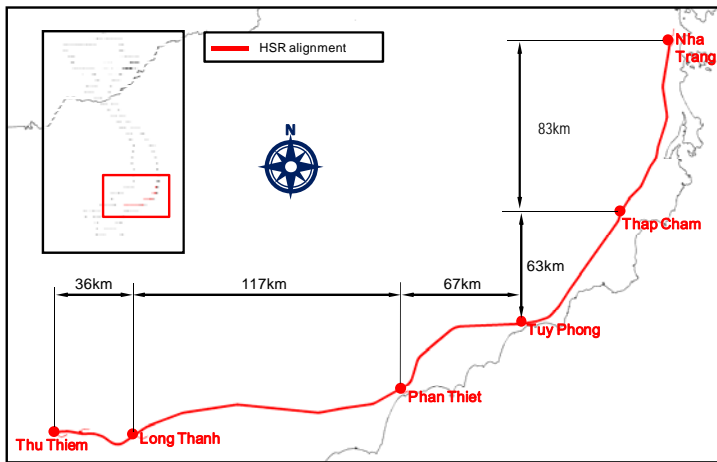 HSR alignment
Nha
Trang
N
83km
Thap Cham
63km
36km
117km
67km
Tuy Phong
Phan Thiet
Thu Thiem
Long Thanh